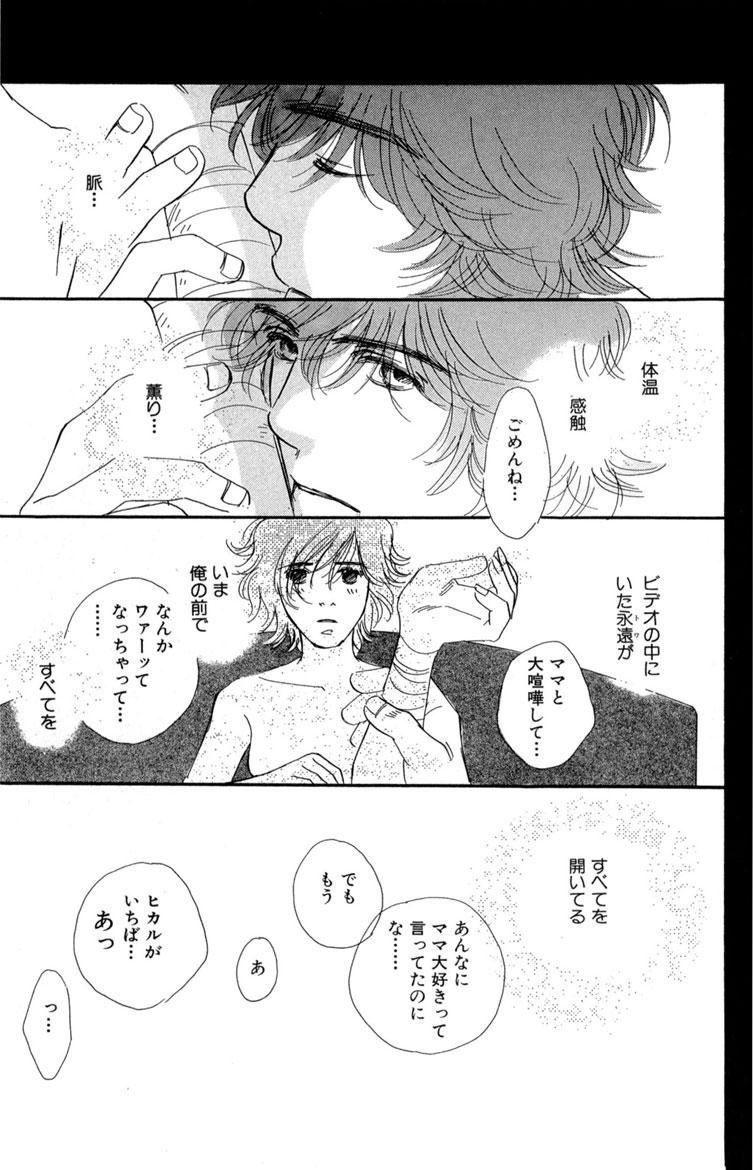 脈…
体温
感触
薫り…
ごめんね…
ビデオの中に
いた永遠が
トワ
ママと
大喧嘩して…
いま
俺の前で
なんか
ワァーッて
なっちゃって…
……
すべてを
すべてを
開いてる
あんなに
ママ大好きって
言ってたのに
な……
でも
もう
あ
ヒカルが
いちば…
あっ
っ…